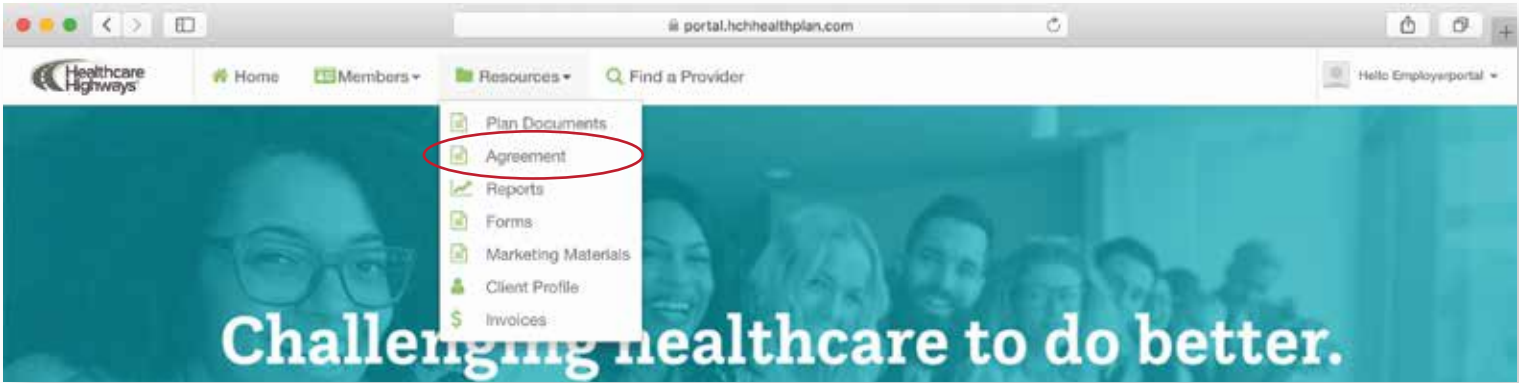 portal.hchhealthplan.com
Healthcare
Highways
Home
Members
Resources
Find a Provider
Hello Employerportal
Plan Documents
Agreement
Reports
Forms
Marketing Materials
Client Profile
$ Invoices
Challenging healthcare to do better.